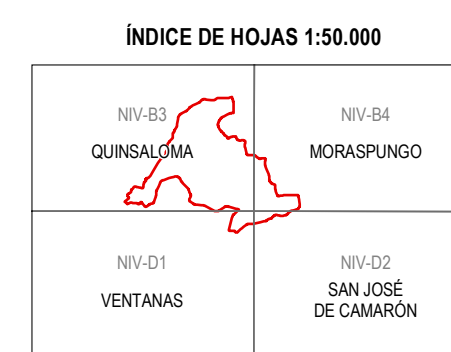 ÍNDICE DE HOJAS 1:50.000
NIV-B3
QUINSALOMA
NIV-B4
MORASPUNGO
NIV-D1
VENTANAS
NIV-D2
SAN JOSÉ
DE CAMARÓN